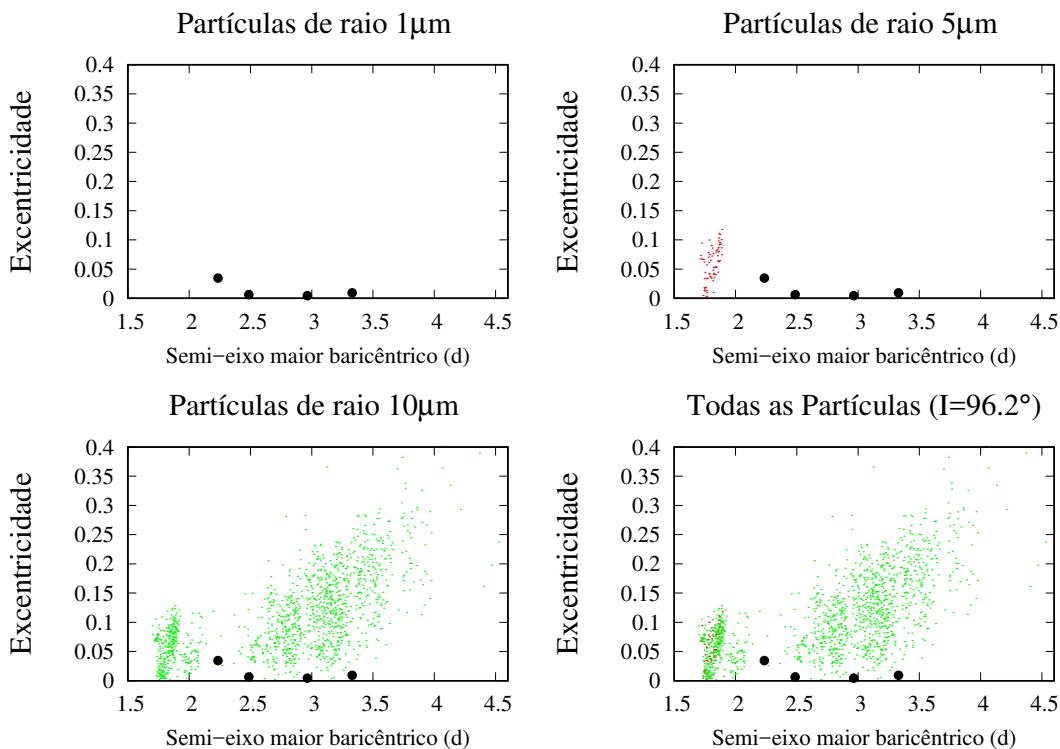 Partículas de raio 1μm
Excentricidade
0.4
0.35
0.3
0.25
0.2
0.15
0.1
0.05
0
1.5 2 2.5 3 3.5 4 4.5
Semi−eixo maior baricêntrico (d)
Partículas de raio 5μm
Excentricidade
0.4
0.35
0.3
0.25
0.2
0.15
0.1
0.05
0
1.5 2 2.5 3 3.5 4 4.5
Semi−eixo maior baricêntrico (d)
Partículas de raio 10μm
Excentricidade
0.4
0.35
0.3
0.25
0.2
0.15
0.1
0.05
0
1.5 2 2.5 3 3.5 4 4.5
Semi−eixo maior baricêntrico (d)
Todas as Partículas (I=96.2°)
Excentricidade
0.4
0.35
0.3
0.25
0.2
0.15
0.1
0.05
0
1.5 2 2.5 3 3.5 4 4.5
Semi−eixo maior baricêntrico (d)